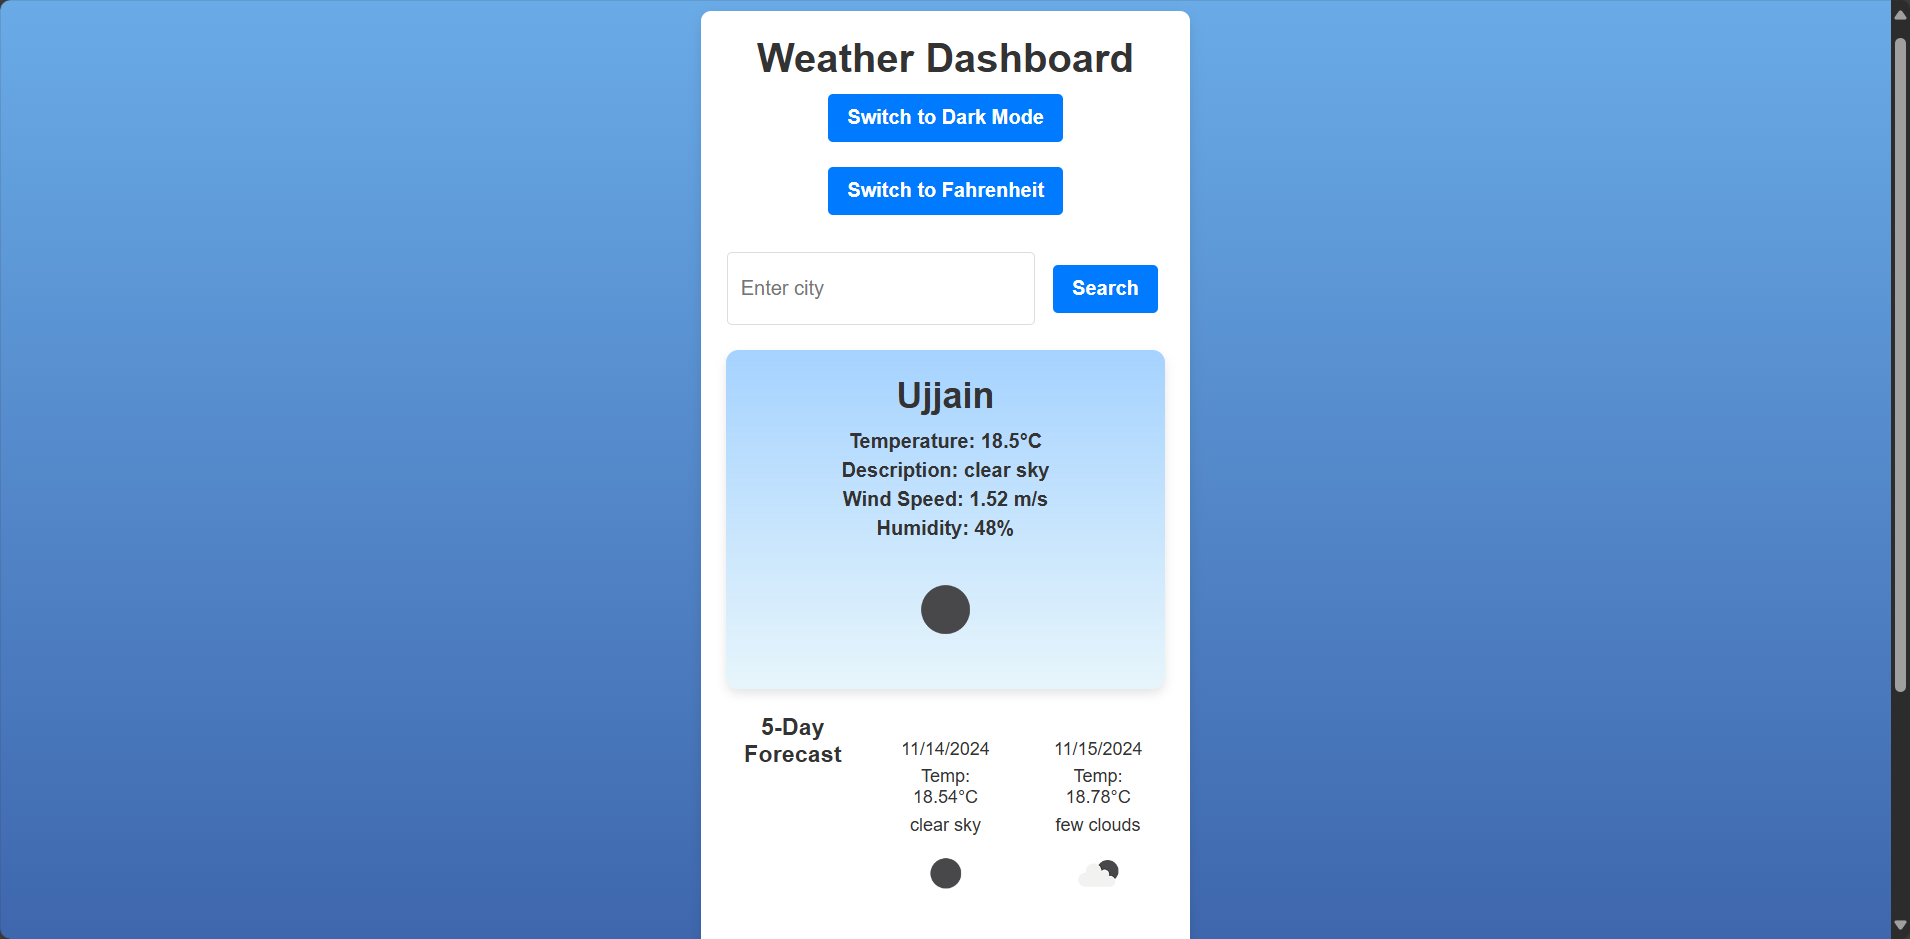 Weather Dashboard
Switch to Dark Mode
Switch to Fahrenheit
Enter city
Search
Ujjain
Temperature: 18.5°C
Description: clear sky
Wind Speed: 1.52 m/s
Humidity: 48%
5-Day
Forecast
11/14/2024
Temp:
18.54°C
clear sky
11/15/2024
Temp:
18.78°C
few clouds